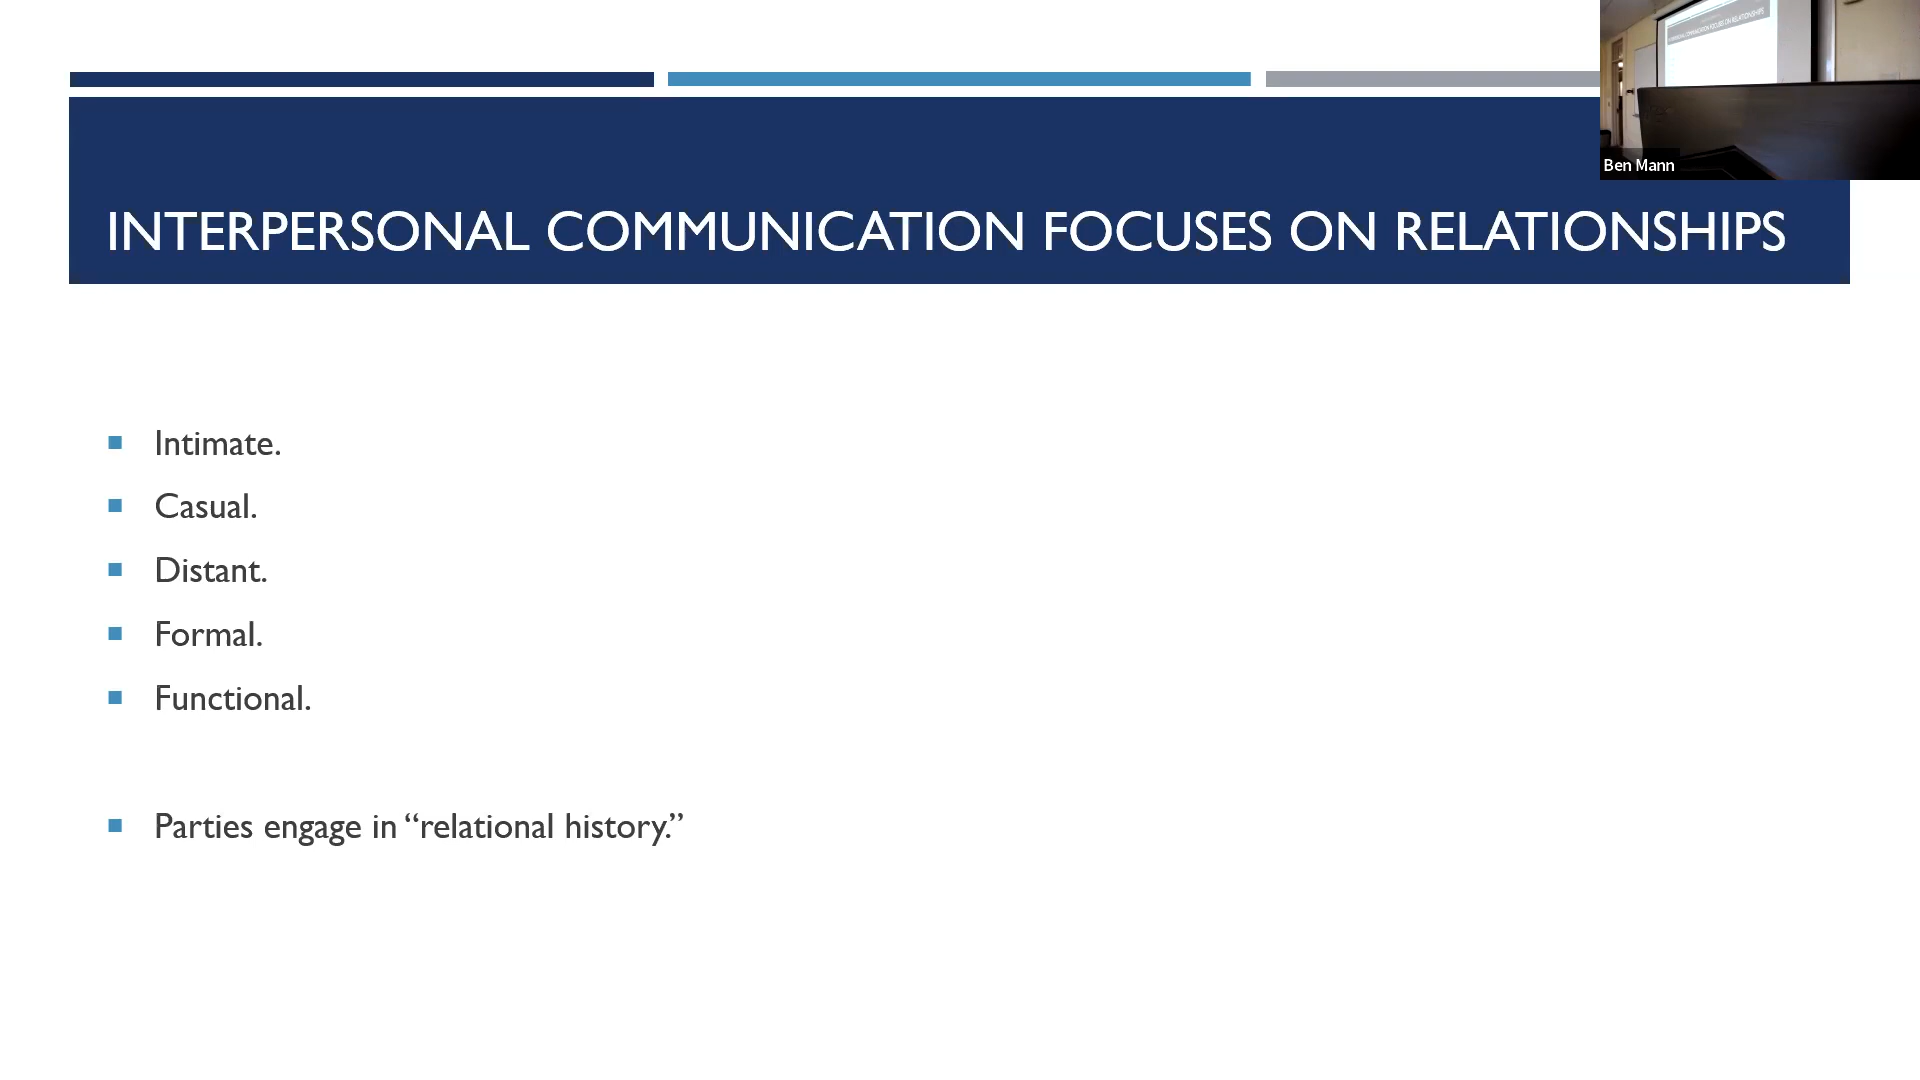 INTERPERSONAL COMMUNICATION FOCUSES ON RELATIONSHIPS
Ben Mann
Intimate.
Casual.
Distant.
Formal.
Functional.
Parties engage in “relational history.”